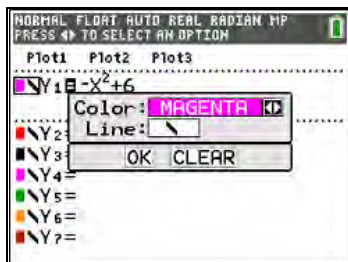 NORMAL FLOAT AUTO REAL RADIAN MP
PRESS ◄► TO SELECT AN OPTION
Plot1 Plot2 Plot3
Y1=-X²+6
Color: MAGENTA
Line:
Y2=
OK CLEAR
Y3=
Y4=
Y5=
Y6=
Y7=